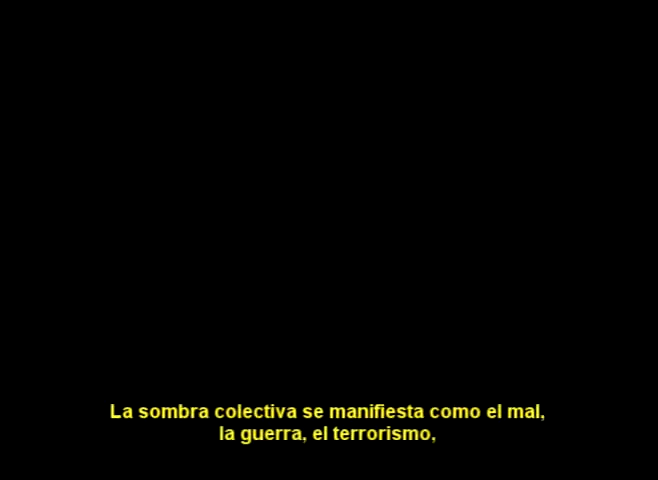 La sombra colectiva se manifiesta como el mal,
la guerra, el terrorismo,